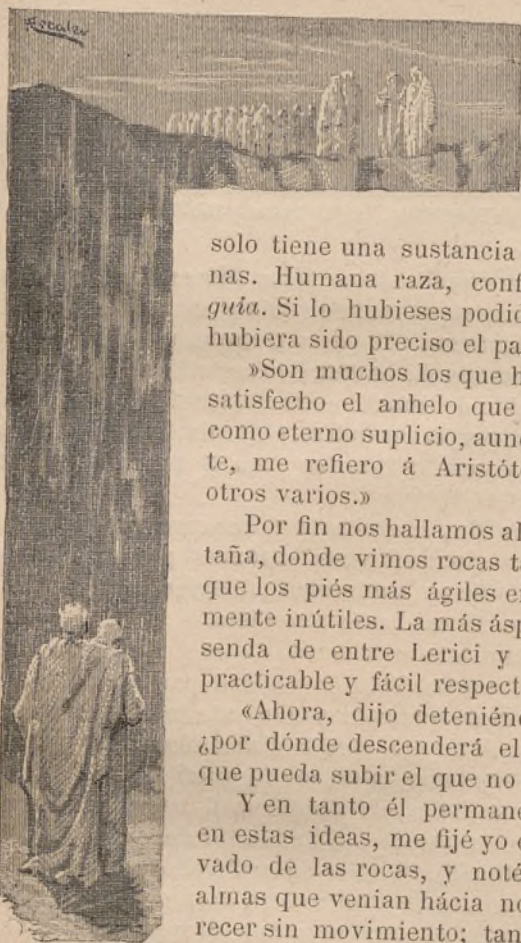 Escaler
solo tiene una sustancia
nas. Humana raza, conf
guia. Si lo hubieses podid
hubiera sido preciso el pa
»Son muchos los que h
satisfecho el anhelo que
como eterno suplicio, aun
te, me refiero á Aristót
otros varios.»
Por fin nos hallamos al
taña, donde vimos rocas t
que los piés más ágiles e
mente inútiles. La más ásp
senda de entre Lerici y
practicable y fácil respect
«Ahora, dijo deteniénd
¿por dónde descenderá el
que pueda subir el que no
Y en tanto él permane
en estas ideas, me fijé yo
vado de las rocas, y noté
almas que venian hácia no
recer sin movimiento; tan